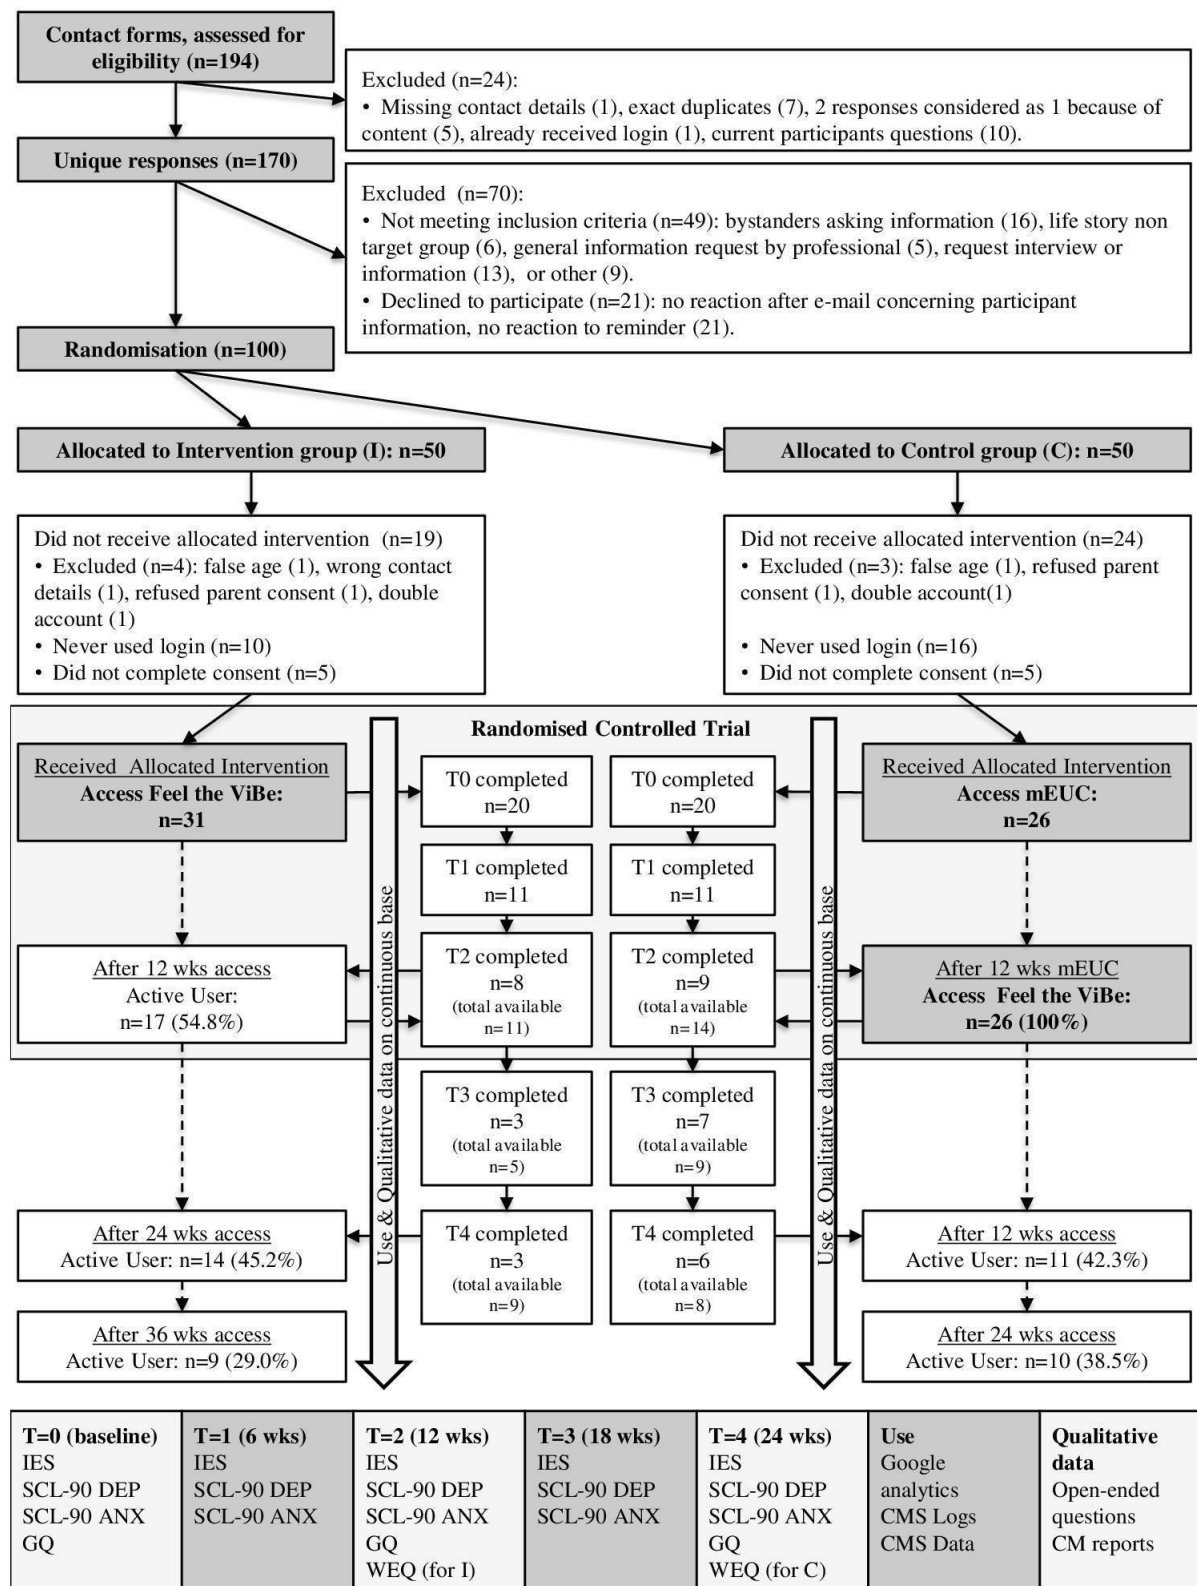 Contact forms, assessed for
eligibility (n=194)
Excluded (n=24):
• Missing contact details (1), exact duplicates (7), 2 responses considered as 1 because of
content (5), already received login (1), current participants questions (10).
Unique responses (n=170)
Excluded (n=70):
• Not meeting inclusion criteria (n=49): bystanders asking information (16), life story non
target group (6), general information request by professional (5), request interview or
information (13), or other (9).
• Declined to participate (n=21): no reaction after e-mail concerning participant
information, no reaction to reminder (21).
Randomisation (n=100)
Allocated to Intervention group (I): n=50
Allocated to Control group (C): n=50
Did not receive allocated intervention (n=19)
• Excluded (n=4): false age (1), wrong contact
details (1), refused parent consent (1), double
account (1)
• Never used login (n=10)
• Did not complete consent (n=5)
Did not receive allocated intervention (n=24)
• Excluded (n=3): false age (1), refused parent
consent (1), double account(1)
• Never used login (n=16)
• Did not complete consent (n=5)
Randomised Controlled Trial
Received Allocated Intervention
Access Feel the ViBe:
n=31
Use & Qualitative data on continuous base
T0 completed
n=20
T0 completed
n=20
Use & Qualitative data on continuous base
Received Allocated Intervention
Access mEUC:
n=26
T1 completed
n=11
T1 completed
n=11
After 12 wks access
Active User:
n=17 (54.8%)
T2 completed
n=8
(total available
n=11)
T2 completed
n=9
(total available
n=14)
After 12 wks mEUC
Access Feel the ViBe:
n=26 (100%)
T3 completed
n=3
(total available
n=5)
T3 completed
n=7
(total available
n=9)
After 24 wks access
Active User: n=14 (45.2%)
T4 completed
n=3
(total available
n=9)
T4 completed
n=6
(total available
n=8)
After 12 wks access
Active User: n=11 (42.3%)
After 36 wks access
Active User: n=9 (29.0%)
After 24 wks access
Active User: n=10 (38.5%)
T=0 (baseline)
IES
SCL-90 DEP
SCL-90 ANX
GQ
T=1 (6 wks)
IES
SCL-90 DEP
SCL-90 ANX
T=2 (12 wks)
IES
SCL-90 DEP
SCL-90 ANX
GQ
WEQ (for I)
T=3 (18 wks)
IES
SCL-90 DEP
SCL-90 ANX
T=4 (24 wks)
IES
SCL-90 DEP
SCL-90 ANX
GQ
WEQ (for C)
Use
Google
analytics
CMS Logs
CMS Data
Qualitative
data
Open-ended
questions
CM reports